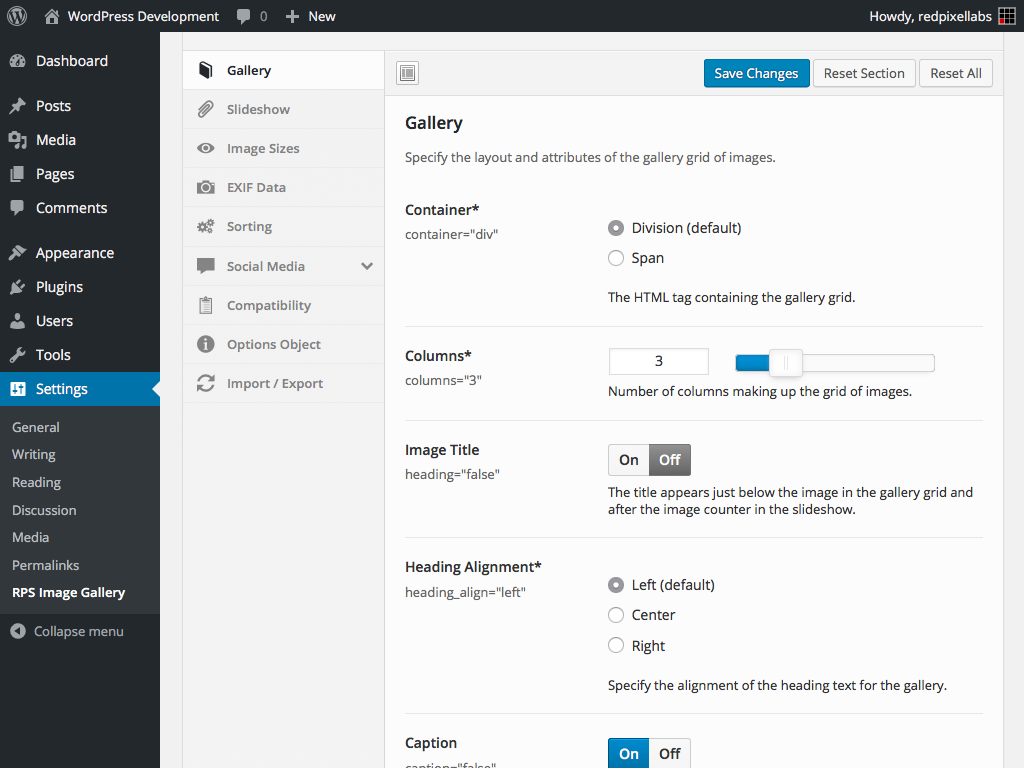 WordPress Development 0 New
Howdy, redpixellabs
Dashboard
Posts
Media
Pages
Comments
Appearance
Plugins
Users
Tools
Settings
General
Writing
Reading
Discussion
Media
Permalinks
RPS Image Gallery
Collapse menu
Gallery
Slideshow
Image Sizes
EXIF Data
Sorting
Social Media
Compatibility
Options Object
Import / Export
Save Changes
Reset Section
Reset All
Gallery
Specify the layout and attributes of the gallery grid of images.
Container*
container="div"
Division (default)
Span
The HTML tag containing the gallery grid.
Columns*
columns="3"
3
Number of columns making up the grid of images.
Image Title
heading="false"
On Off
The title appears just below the image in the gallery grid and
after the image counter in the slideshow.
Heading Alignment*
heading_align="left"
Left (default)
Center
Right
Specify the alignment of the heading text for the gallery.
Caption
caption="false"
On Off